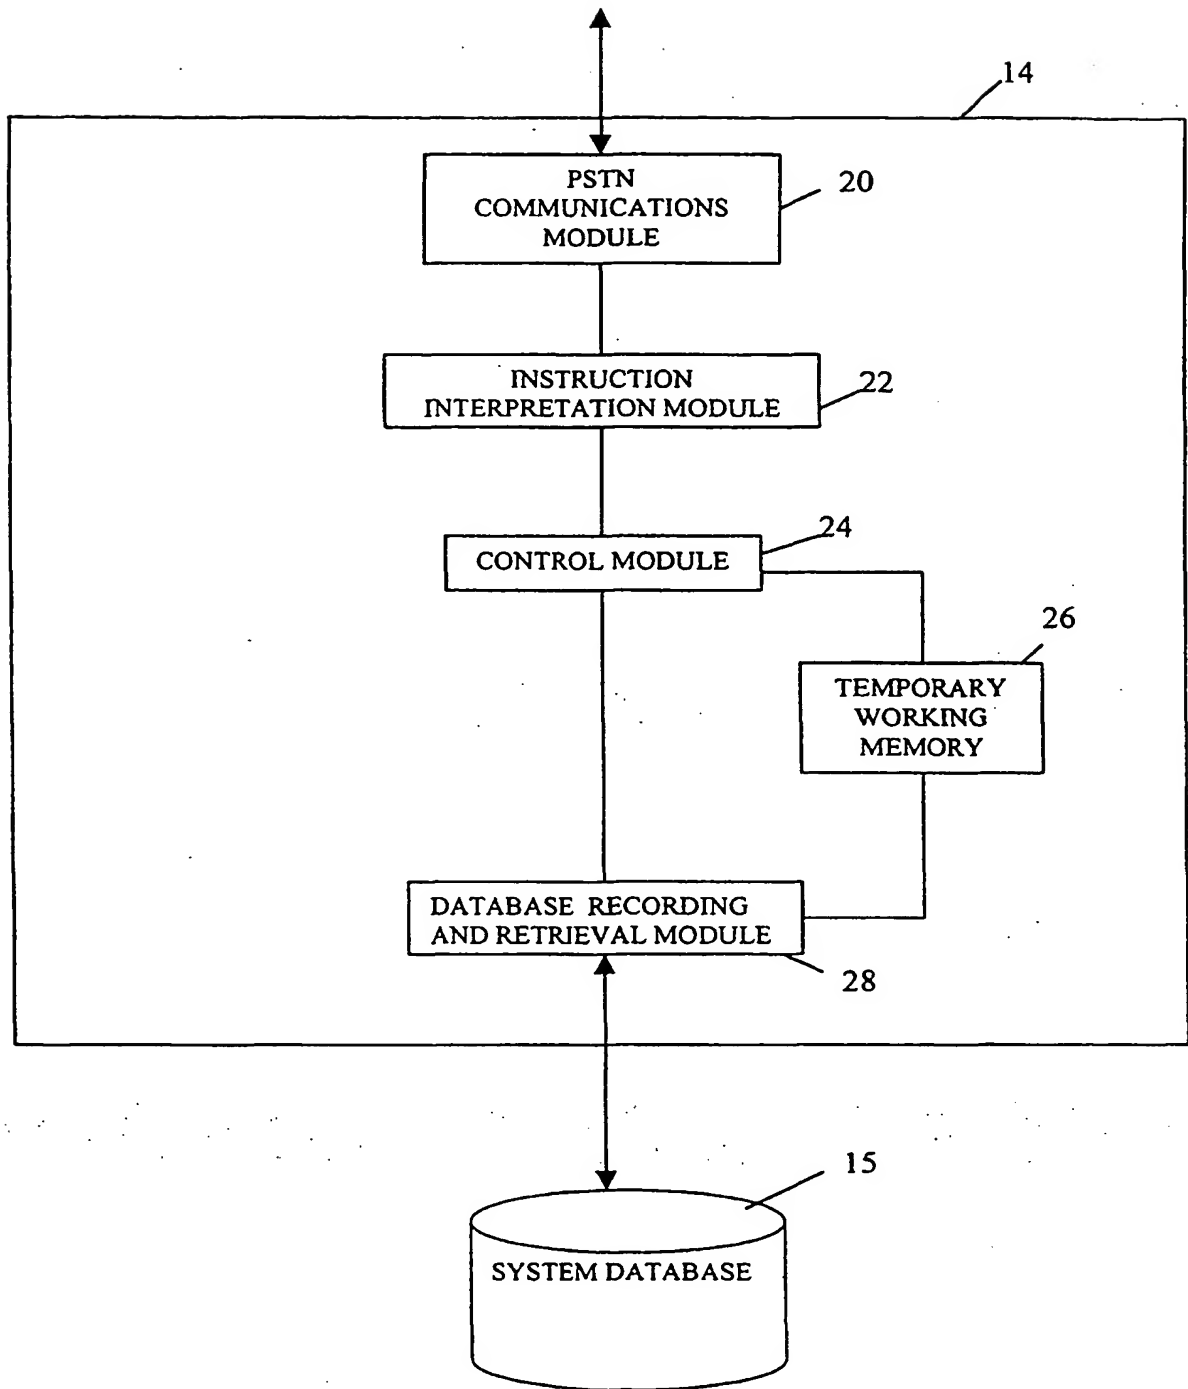 14
PSTN
COMMUNICATIONS
MODULE
20
INSTRUCTION
INTERPRETATION MODULE
22
24
CONTROL MODULE
26
TEMPORARY
WORKING
MEMORY
DATABASE RECORDING
AND RETRIEVAL MODULE
28
15
SYSTEM DATABASE